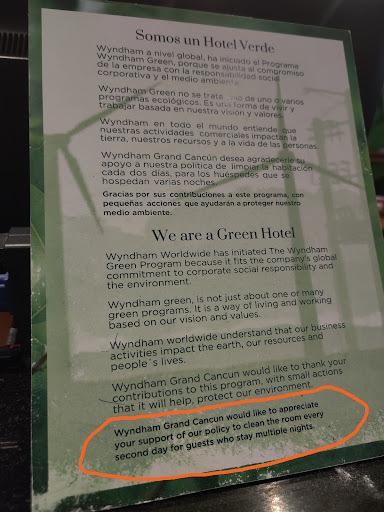 Somos un Hotel Verde
Wyndham a nivel global, ha iniciado el Programa
Wyndham Green, porque se ajusta al compromiso
de la empresa con la responsabilidad social
corporativa y el medio ambiente.
Wyndham Green no se trata de uno o varios
programas ecológicos. Es una forma de vivir y
trabajar basada en nuestra visión y valores.
Wyndham en todo el mundo entiende que
nuestras actividades comerciales impactan la
tierra, nuestros recursos y a la vida de las personas.
Wyndham Grand Cancún desea agradecerle su
apoyo a nuestra política de limpiar la habitación
cada dos días, para los huéspedes que se
hospedan varias noches.
Gracias por sus contribuciones a este programa, con
pequeñas acciones que ayudarán a proteger nuestro
medio ambiente.
We are a Green Hotel
Wyndham Worldwide has initiated The Wyndham
Green Program because it fits the company's global
commitment to corporate social responsibility and
the environment.
Wyndham green, is not just about one or many
green programs. It is a way of living and working
based on our vision and values.
Wyndham worldwide understand that our business
activities impact the earth, our resources and
people´s lives.
Wyndham Grand Cancun would like to thank your
contributions to this program, with small actions
that it will help, protect our environment.
Wyndham Grand Cancun would like to appreciate
your support of our policy to clean the room every
second day for guests who stay multiple nights.